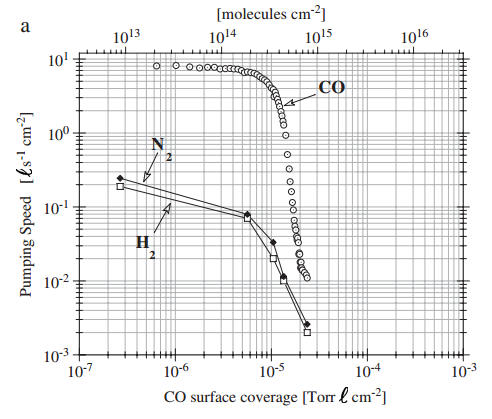 a
[molecules cm⁻²]
10¹³ 10¹⁴ 10¹⁵ 10¹⁶
10¹
10⁰
10⁻¹
10⁻²
10⁻³
Pumping Speed [ℓ s⁻¹ cm⁻²]
CO
N₂
H₂
10⁻⁷ 10⁻⁶ 10⁻⁵ 10⁻⁴ 10⁻³
CO surface coverage [Torr ℓ cm⁻²]